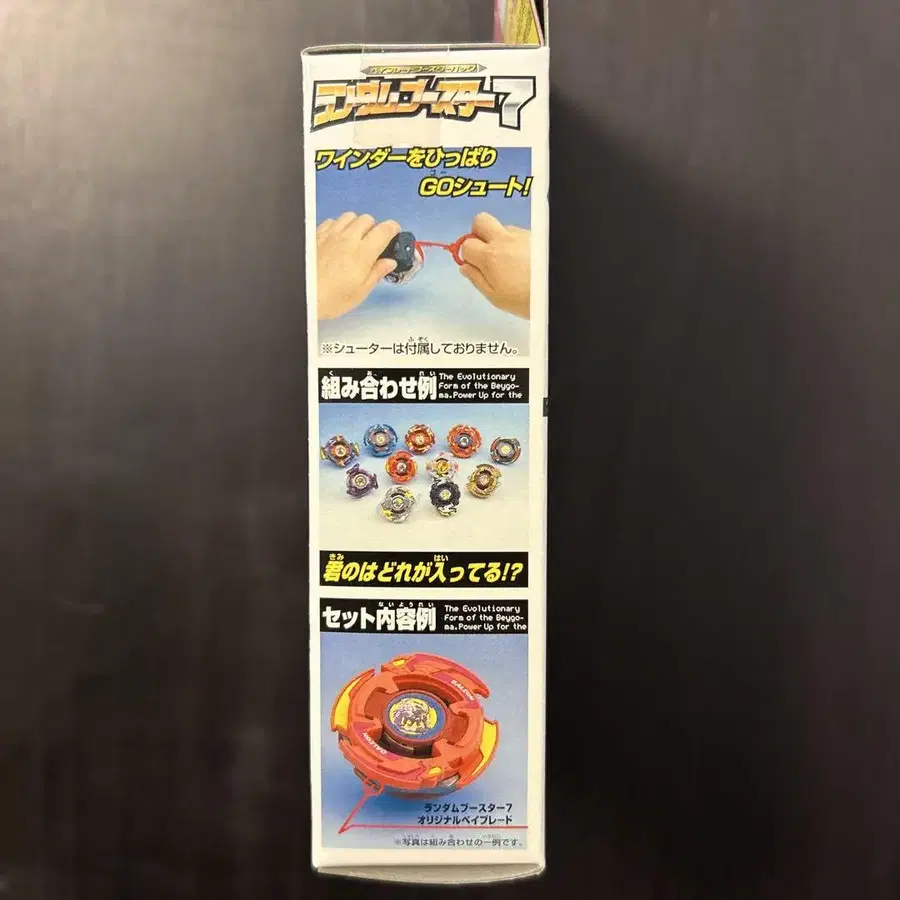 ベイブレードブースターパック
ランダムブースター7
ワインダーをひっぱり
GOシュート!
※シューターは付属しておりません。
組み合わせ例
The Evolutionary
Form of the Beygo-
ma.Power Up for the
君のはどれが入ってる!?
セット内容例
The Evolutionary
Form of the Beygo-
ma.Power Up for the
ランダムブースター7
オリジナルベイブレード
※写真は組み合わせの一例です。